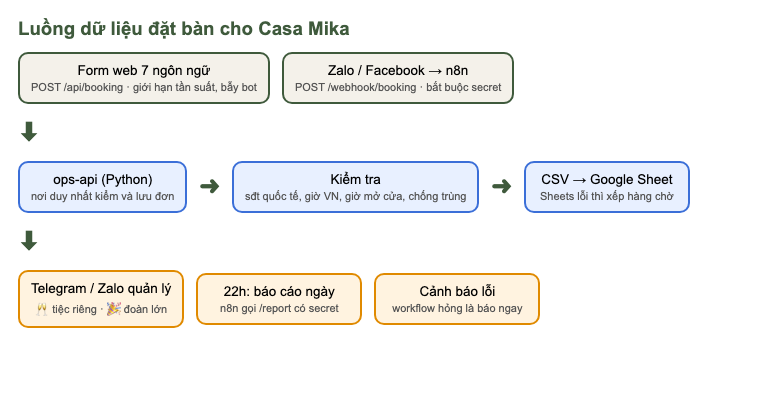 Luồng dữ liệu đặt bàn cho Casa Mika
Form web 7 ngôn ngữ
POST /api/booking · giới hạn tần suất, bẫy bot
Zalo / Facebook → n8n
POST /webhook/booking · bắt buộc secret
ops-api (Python)
nơi duy nhất kiểm và lưu đơn
Kiểm tra
sđt quốc tế, giờ VN, giờ mở cửa, chống trùng
CSV → Google Sheet
Sheets lỗi thì xếp hàng chờ
Telegram / Zalo quản lý
🥂 tiệc riêng · 🎉 đoàn lớn
22h: báo cáo ngày
n8n gọi /report có secret
Cảnh báo lỗi
workflow hỏng là báo ngay